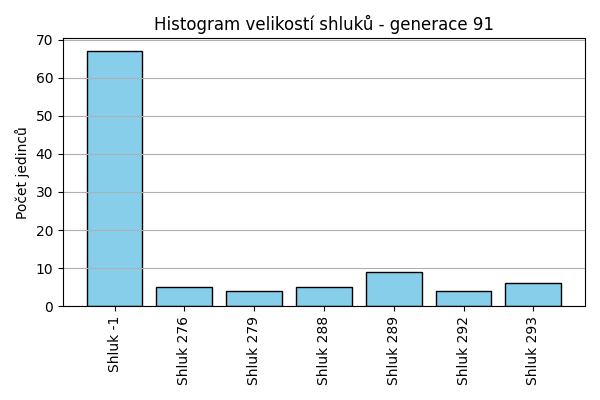 Histogram velikostí shluků - generace 91
Počet jedinců
70
60
50
40
30
20
10
0
Shluk -1
Shluk 276
Shluk 279
Shluk 288
Shluk 289
Shluk 292
Shluk 293